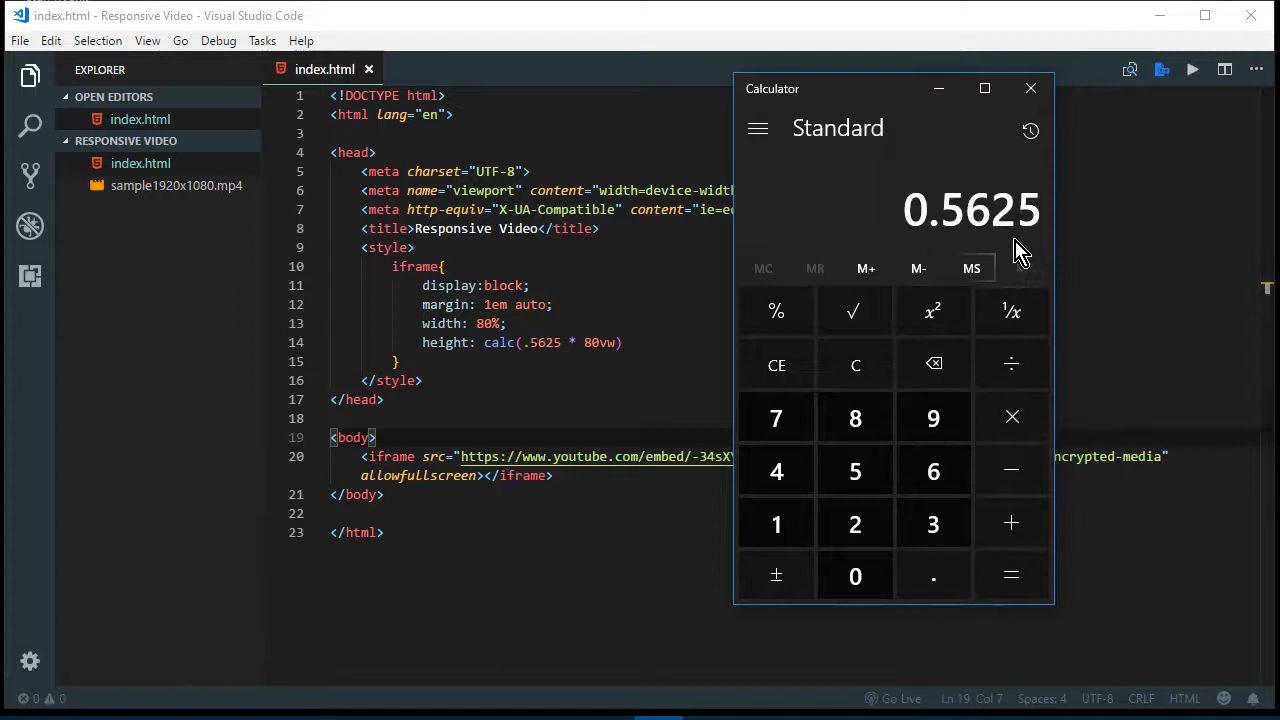 index.html - Responsive Video - Visual Studio Code
File Edit Selection View Go Debug Tasks Help
EXPLORER
OPEN EDITORS
index.html
RESPONSIVE VIDEO
index.html
sample1920x1080.mp4
index.html
1 <!DOCTYPE html>
2 <html lang="en">
3
4 <head>
5 <meta charset="UTF-8">
6 <meta name="viewport" content="width=device-width
7 <meta http-equiv="X-UA-Compatible" content="ie=e
8 <title>Responsive Video</title>
9 <style>
10 iframe{
11 display:block;
12 margin: 1em auto;
13 width: 80%;
14 height: calc(.5625 * 80vw)
15 }
16 </style>
17 </head>
18
19 <body>
20 <iframe src="https://www.youtube.com/embed/-34sX ncrypted-media"
allowfullscreen></iframe>
21 </body>
22
23 </html>
Calculator
Standard
0.5625
MC MR M+ M- MS
% √ x² ¹/x
CE C ÷
7 8 9 ×
4 5 6 −
1 2 3 +
± 0 . =
0 0
Go Live Ln 19 Col 7 Spaces: 4 UTF-8 CRLF HTML